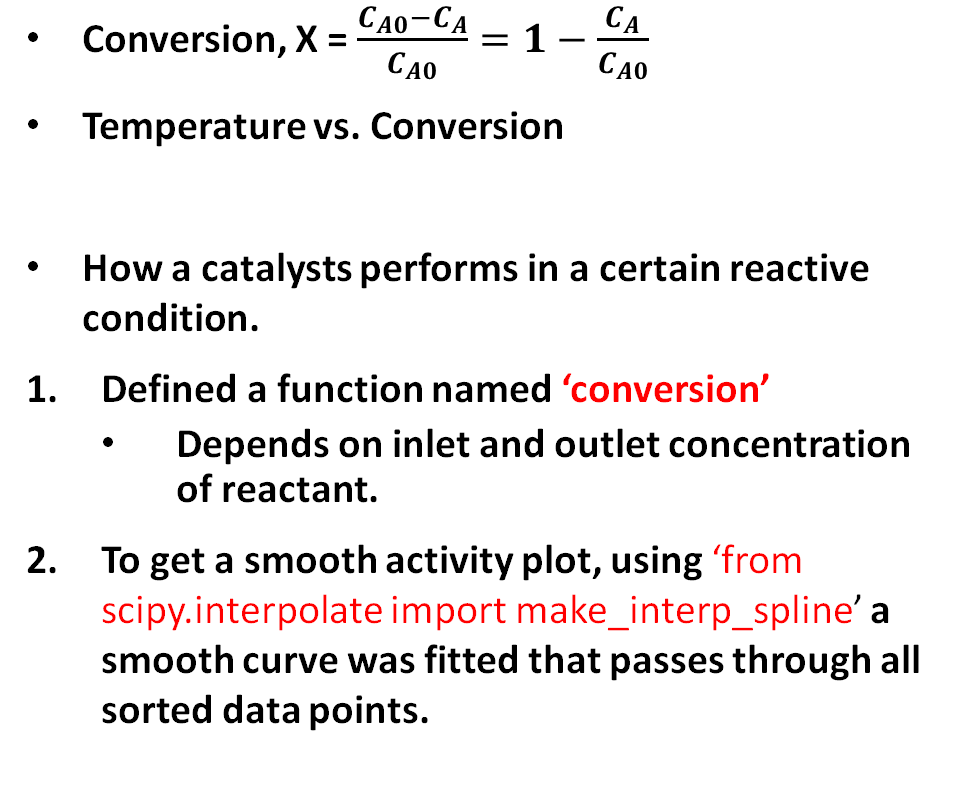 • Conversion, X = \frac{C_{A0}-C_A}{C_{A0}} = 1 - \frac{C_A}{C_{A0}}
• Temperature vs. Conversion
• How a catalysts performs in a certain reactive
condition.
1. Defined a function named ‘conversion’
• Depends on inlet and outlet concentration
of reactant.
2. To get a smooth activity plot, using ‘from
scipy.interpolate import make_interp_spline’ a
smooth curve was fitted that passes through all
sorted data points.